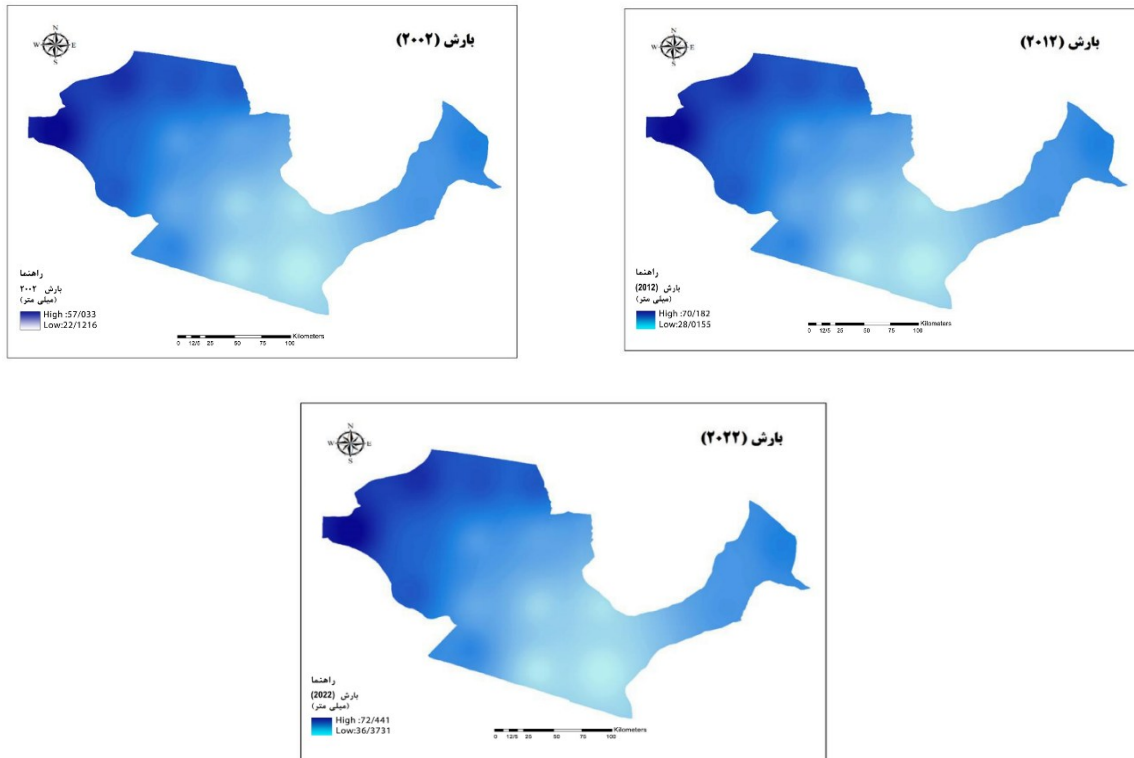 بارش (۲۰۰۲)
N
W E
S
راهنما
بارش ۲۰۰۲
(میلی متر)
High :57/033
Low:22/1216
Kilometers
0 12/5 25 50 75 100
بارش (۲۰۱۲)
N
W E
S
راهنما
بارش (2012)
(میلی متر)
High :70/182
Low:28/0155
Kilometers
0 12/5 25 50 75 100
بارش (۲۰۲۲)
N
W E
S
راهنما
بارش (2022)
(میلی متر)
High :72/441
Low:36/3731
Kilometers
0 12/5 25 50 75 100